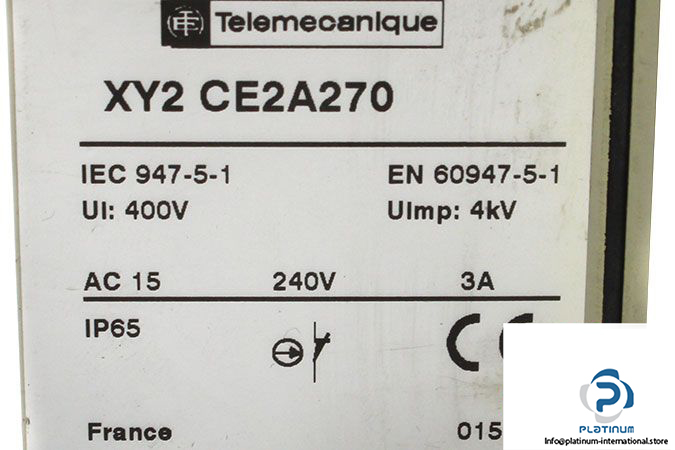 Telemecanique
XY2 CE2A270
IEC 947-5-1 EN 60947-5-1
UI: 400V UImp: 4kV
AC 15 240V 3A
IP65
CE
France 015
PLATINUM
Info@platinum-international.store